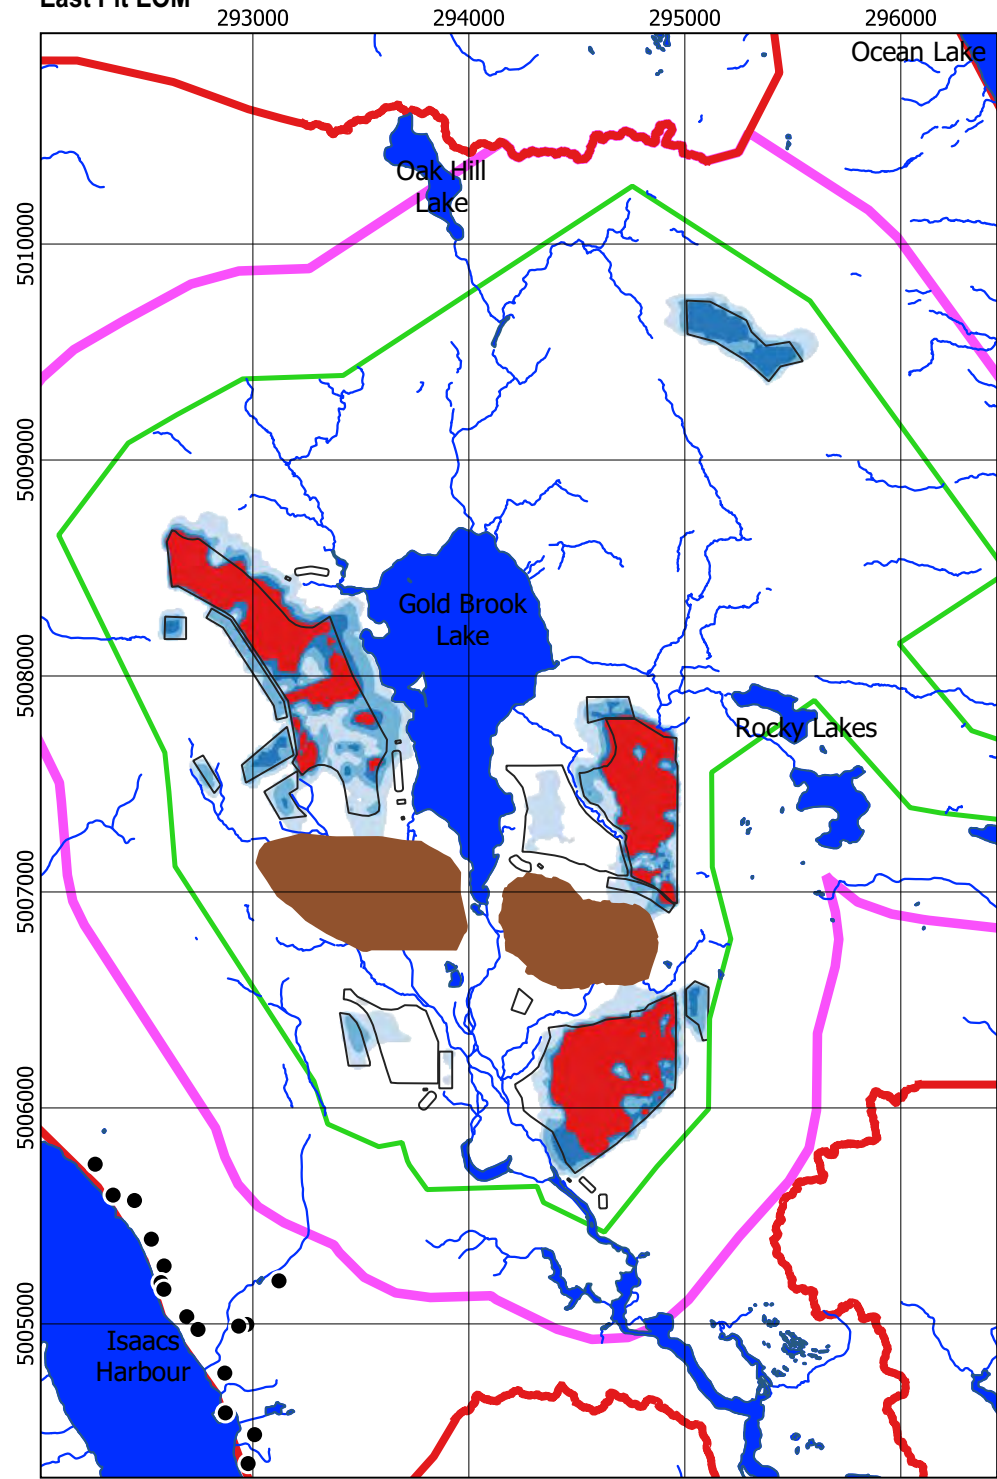 East Pit EOM
293000 294000 295000 296000
Ocean Lake
Oak Hill
Lake
5010000
5009000
Gold Brook
Lake
5008000
Rocky Lakes
5007000
5006000
5005000
Isaacs
Harbour